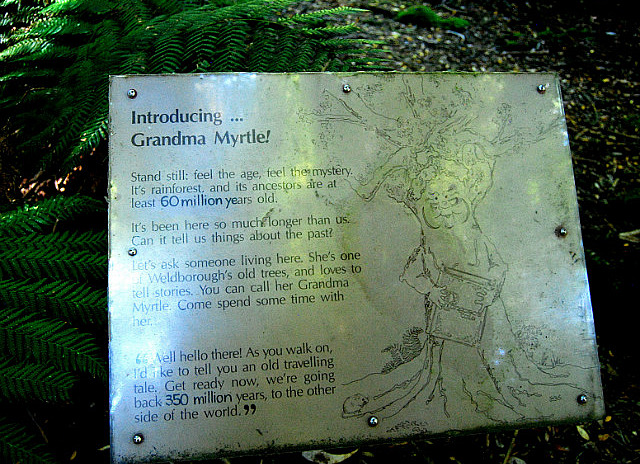 Introducing ...
Grandma Myrtle!
Stand still: feel the age, feel the mystery.
It's rainforest, and its ancestors are at
least 60 million years old.
It's been here so much longer than us.
Can it tell us things about the past?
Let's ask someone living here. She's one
of Weldborough's old trees, and loves to
tell stories. You can call her Grandma
Myrtle. Come spend some time with
her.
“Well hello there! As you walk on,
I'd like to tell you an old travelling
tale. Get ready now, we're going
back 350 million years, to the other
side of the world.”